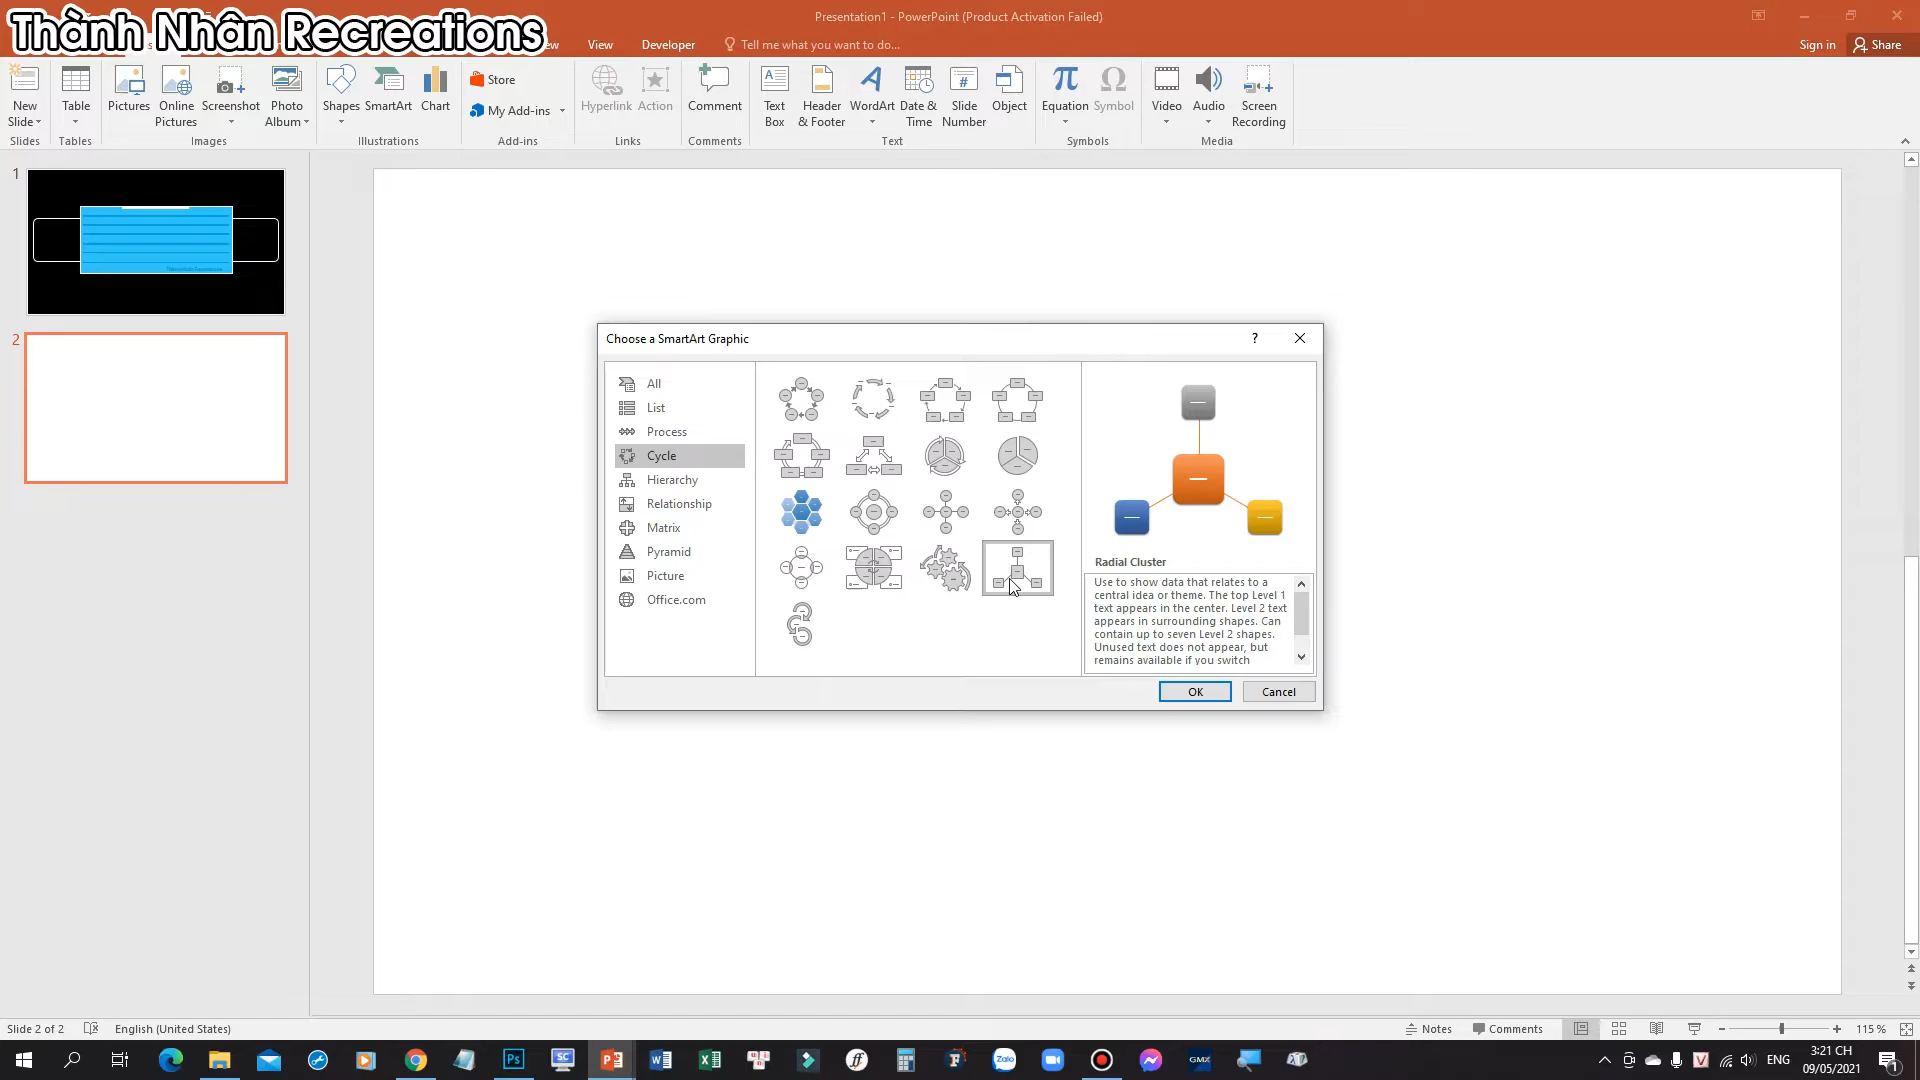 Thành Nhân Recreations
Presentation1 - PowerPoint (Product Activation Failed)
View
Developer
Tell me what you want to do...
Sign in
Share
New
Slide
Table
Pictures
Online
Pictures
Screenshot
Photo
Album
Shapes
SmartArt
Chart
Store
My Add-ins
Hyperlink
Action
Comment
Text
Box
Header
& Footer
WordArt
Date &
Time
Slide
Number
Object
Equation
Symbol
Video
Audio
Screen
Recording
Slides
Tables
Images
Illustrations
Add-ins
Links
Comments
Text
Symbols
Media
1
2
Choose a SmartArt Graphic
?
All
List
Process
Cycle
Hierarchy
Relationship
Matrix
Pyramid
Picture
Office.com
Radial Cluster
Use to show data that relates to a
central idea or theme. The top Level 1
text appears in the center. Level 2 text
appears in surrounding shapes. Can
contain up to seven Level 2 shapes.
Unused text does not appear, but
remains available if you switch
OK
Cancel
Slide 2 of 2
English (United States)
Notes
Comments
115 %
ENG
3:21 CH
09/05/2021